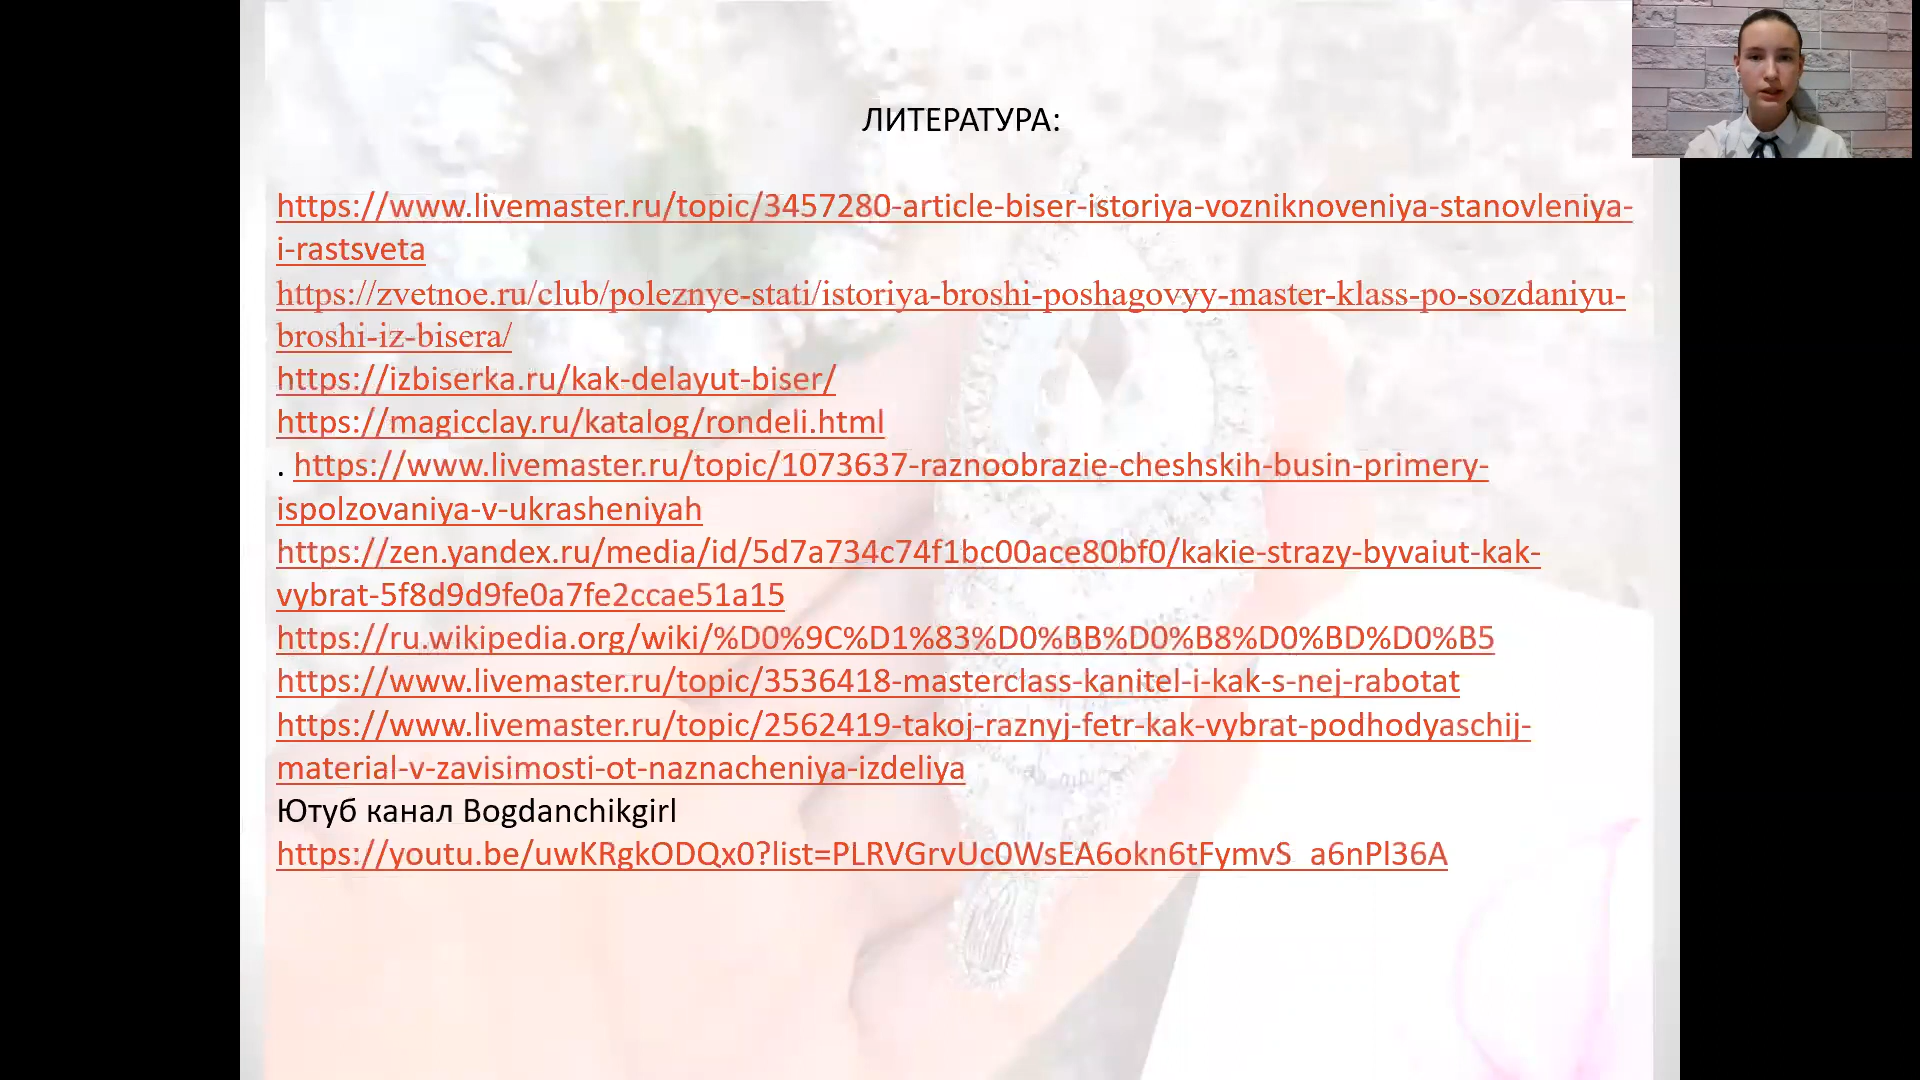 ЛИТЕРАТУРА:
https://www.livemaster.ru/topic/3457280-article-biser-istoriya-vozniknoveniya-stanovleniya-
i-rastsveta
https://zvetnoe.ru/club/poleznye-stati/istoriya-broshi-poshagovyy-master-klass-po-sozdaniyu-
broshi-iz-bisera/
https://izbiserka.ru/kak-delayut-biser/
https://magicclay.ru/katalog/rondeli.html
. https://www.livemaster.ru/topic/1073637-raznoobrazie-cheshskih-busin-primery-
ispolzovaniya-v-ukrasheniyah
https://zen.yandex.ru/media/id/5d7a734c74f1bc00ace80bf0/kakie-strazy-byvaiut-kak-
vybrat-5f8d9d9fe0a7fe2ccae51a15
https://ru.wikipedia.org/wiki/%D0%9C%D1%83%D0%BB%D0%B8%D0%BD%D0%B5
https://www.livemaster.ru/topic/3536418-masterclass-kanitel-i-kak-s-nej-rabotat
https://www.livemaster.ru/topic/2562419-takoj-raznyj-fetr-kak-vybrat-podhodyaschij-
material-v-zavisimosti-ot-naznacheniya-izdeliya
Ютуб канал Bogdanchikgirl
https://youtu.be/uwKRgkODQx0?list=PLRVGrvUc0WsEA6okn6tFymvS_a6nPl36A